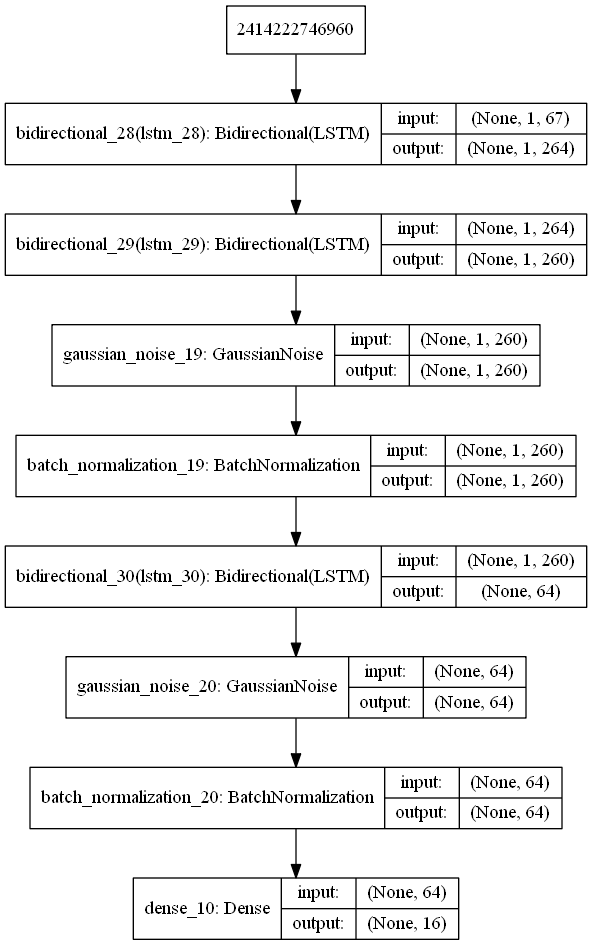 2414222746960
bidirectional_28(lstm_28): Bidirectional(LSTM)
input: (None, 1, 67)
output: (None, 1, 264)
bidirectional_29(lstm_29): Bidirectional(LSTM)
input: (None, 1, 264)
output: (None, 1, 260)
gaussian_noise_19: GaussianNoise
input: (None, 1, 260)
output: (None, 1, 260)
batch_normalization_19: BatchNormalization
input: (None, 1, 260)
output: (None, 1, 260)
bidirectional_30(lstm_30): Bidirectional(LSTM)
input: (None, 1, 260)
output: (None, 64)
gaussian_noise_20: GaussianNoise
input: (None, 64)
output: (None, 64)
batch_normalization_20: BatchNormalization
input: (None, 64)
output: (None, 64)
dense_10: Dense
input: (None, 64)
output: (None, 16)